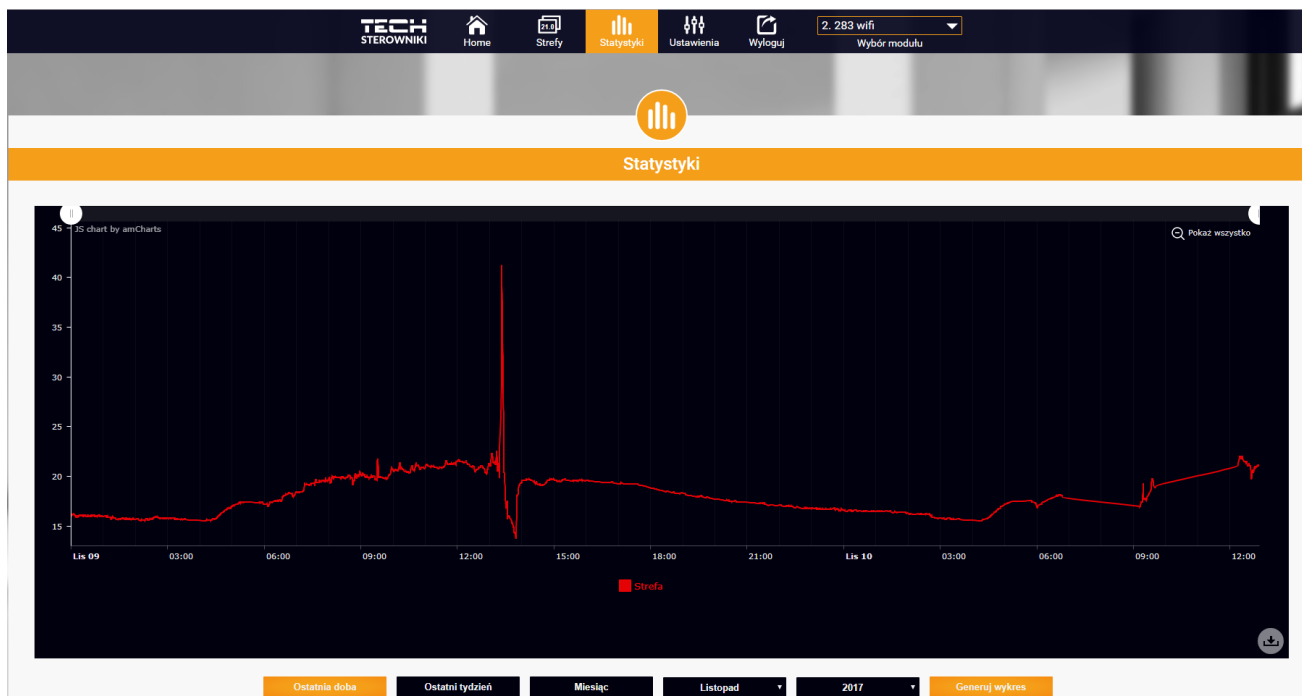 TECH
STEROWNIKI
Home
21.0
Strefy
Statystyki
Ustawienia
Wyloguj
2. 283 wifi
Wybór modułu
Statystyki
JS chart by amCharts
Pokaż wszystko
45
40
35
30
25
20
15
Lis 09 03:00 06:00 09:00 12:00 15:00 18:00 21:00 Lis 10 03:00 06:00 09:00 12:00
Strefa
Ostatnia doba Ostatni tydzień Miesiąc Listopad 2017 Generuj wykres